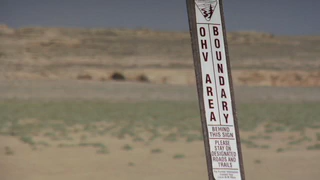 OHV AREA
BOUNDARY
BEHIND
THIS SIGN
PLEASE
STAY ON
DESIGNATED
ROADS AND
TRAILS